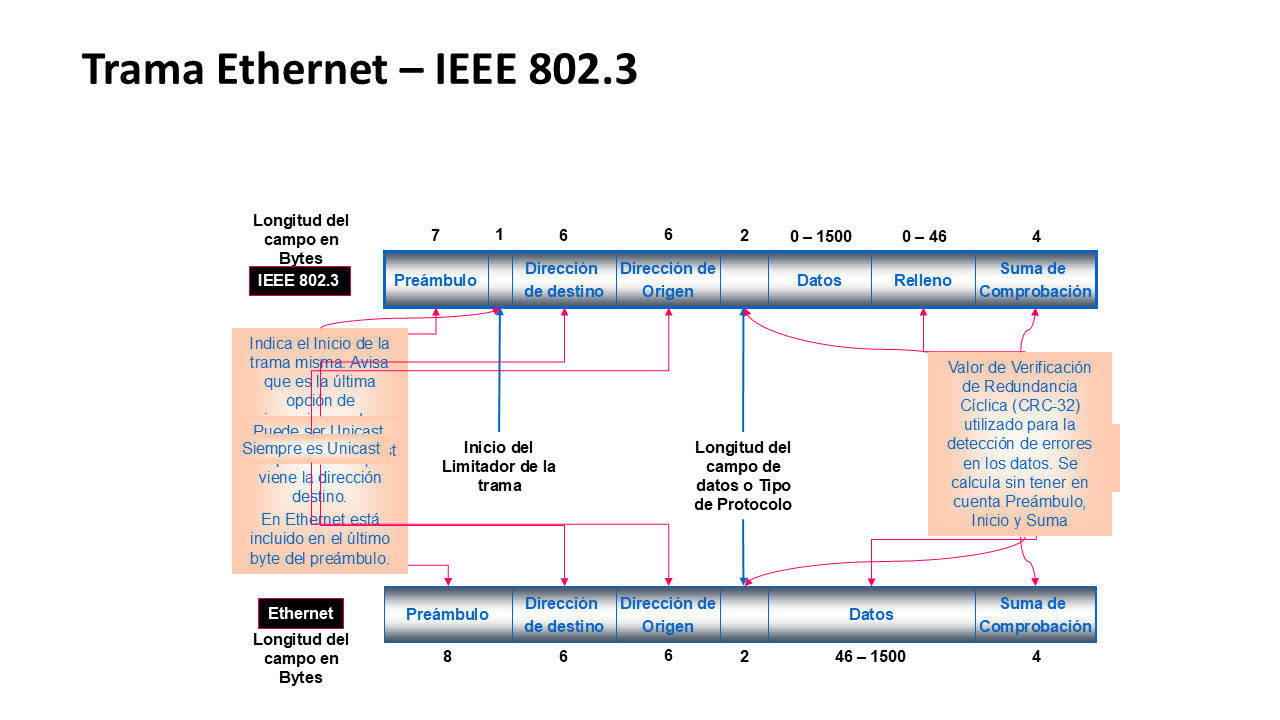 Trama Ethernet – IEEE 802.3
Longitud del
campo en
Bytes
7
1
6
6
2
0 – 1500
0 – 46
4
IEEE 802.3
Preámbulo
Dirección
de destino
Dirección de
Origen
Datos
Relleno
Suma de
Comprobación
Indica el Inicio de la
trama misma. Avisa
que es la última
opción de
Puede ser Unicast
Siempre es Unicast
viene la dirección
destino.
En Ethernet está
incluido en el último
byte del preámbulo.
Inicio del
Limitador de la
trama
Longitud del
campo de
datos o Tipo
de Protocolo
Valor de Verificación
de Redundancia
Cíclica (CRC-32)
utilizado para la
detección de errores
en los datos. Se
calcula sin tener en
cuenta Preámbulo,
Inicio y Suma
Ethernet
Preámbulo
Dirección
de destino
Dirección de
Origen
Datos
Suma de
Comprobación
Longitud del
campo en
Bytes
8
6
6
2
46 – 1500
4